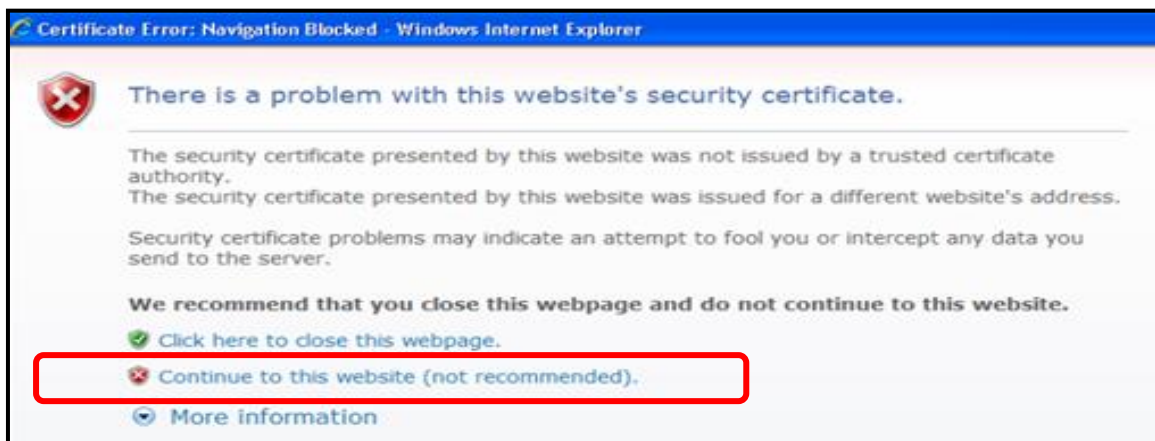 Certificate Error: Navigation Blocked - Windows Internet Explorer
There is a problem with this website's security certificate.
The security certificate presented by this website was not issued by a trusted certificate
authority.
The security certificate presented by this website was issued for a different website's address.
Security certificate problems may indicate an attempt to fool you or intercept any data you
send to the server.
We recommend that you close this webpage and do not continue to this website.
Click here to close this webpage.
Continue to this website (not recommended).
More information